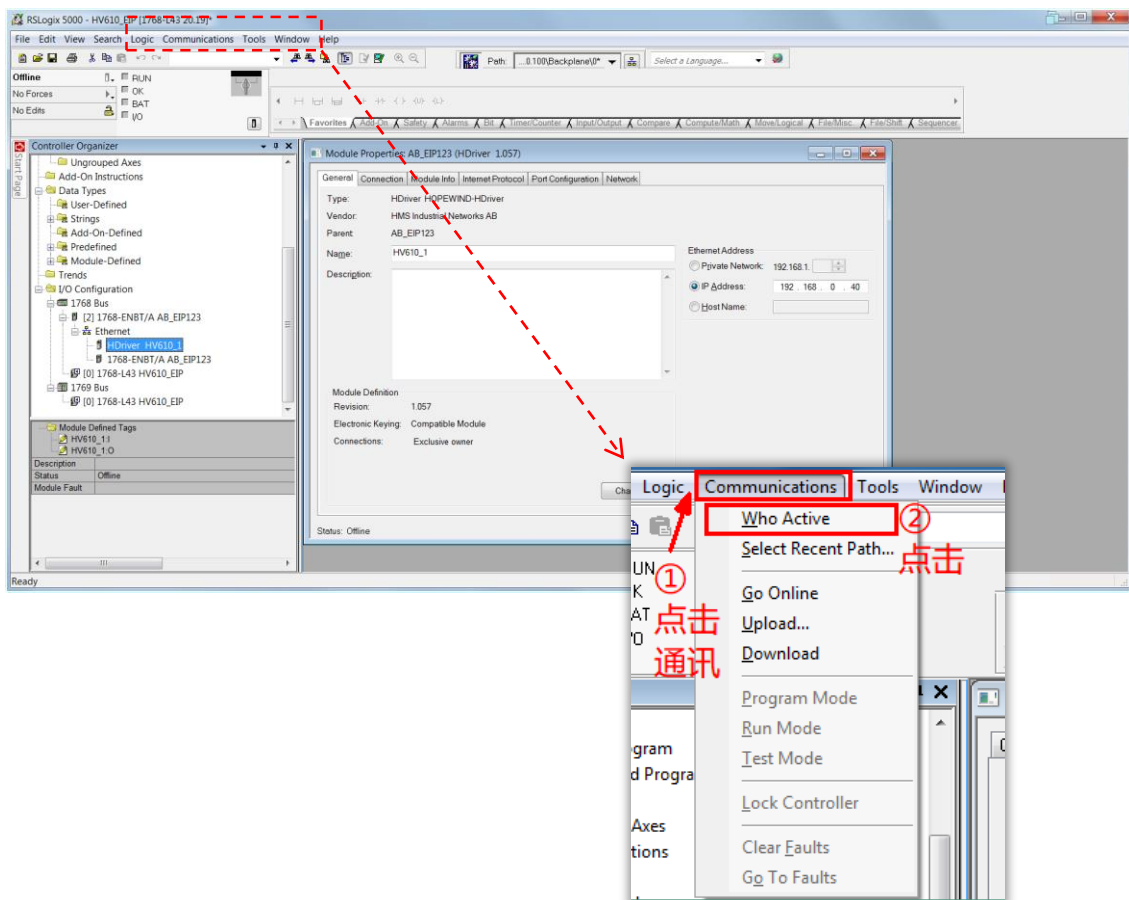 RSLogix 5000 - HV610_EIP [1768-L43 20.19]*
File Edit View Search Logic Communications Tools Window Help
Path: ...0.100\Backplane\0*
Select a Language...
Offline
RUN
No Forces
OK
BAT
No Edits
I/O
Favorites Add-On Safety Alarms Bit Timer/Counter Input/Output Compare Compute/Math Move/Logical File/Misc. File/Shift Sequencer
Start Page
Controller Organizer
Ungrouped Axes
Add-On Instructions
Data Types
User-Defined
Strings
Add-On-Defined
Predefined
Module-Defined
Trends
I/O Configuration
1768 Bus
[2] 1768-ENBT/A AB_EIP123
Ethernet
HDriver HV610_1
1768-ENBT/A AB_EIP123
[0] 1768-L43 HV610_EIP
1769 Bus
[0] 1768-L43 HV610_EIP
Module Defined Tags
HV610_1:I
HV610_1:O
Description
Status Offline
Module Fault
Ready
Module Properties: AB_EIP123 (HDriver 1.057)
General Connection Module Info Internet Protocol Port Configuration Network
Type: HDriver HOPEWIND-HDriver
Vendor: HMS Industrial Networks AB
Parent AB_EIP123
Name: HV610_1
Description:
Ethernet Address
Private Network: 192.168.1.
IP Address: 192 . 168 . 0 . 40
Host Name:
Module Definition
Revision: 1.057
Electronic Keying: Compatible Module
Connections: Exclusive owner
Status: Offline
Logic Communications Tools Window
Who Active
Select Recent Path...
Go Online
Upload...
Download
Program Mode
Run Mode
Test Mode
Lock Controller
Clear Faults
Go To Faults
①
点击
通讯
②
点击